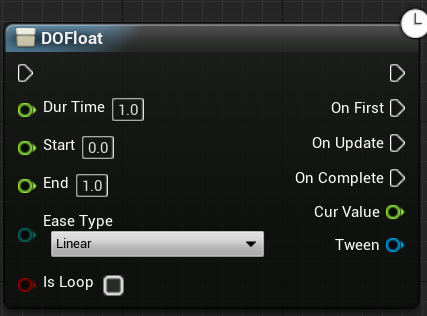 DOFloat
On First
Dur Time 1.0
On Update
Start 0.0
On Complete
End 1.0
Cur Value
Ease Type
Linear
Tween
Is Loop